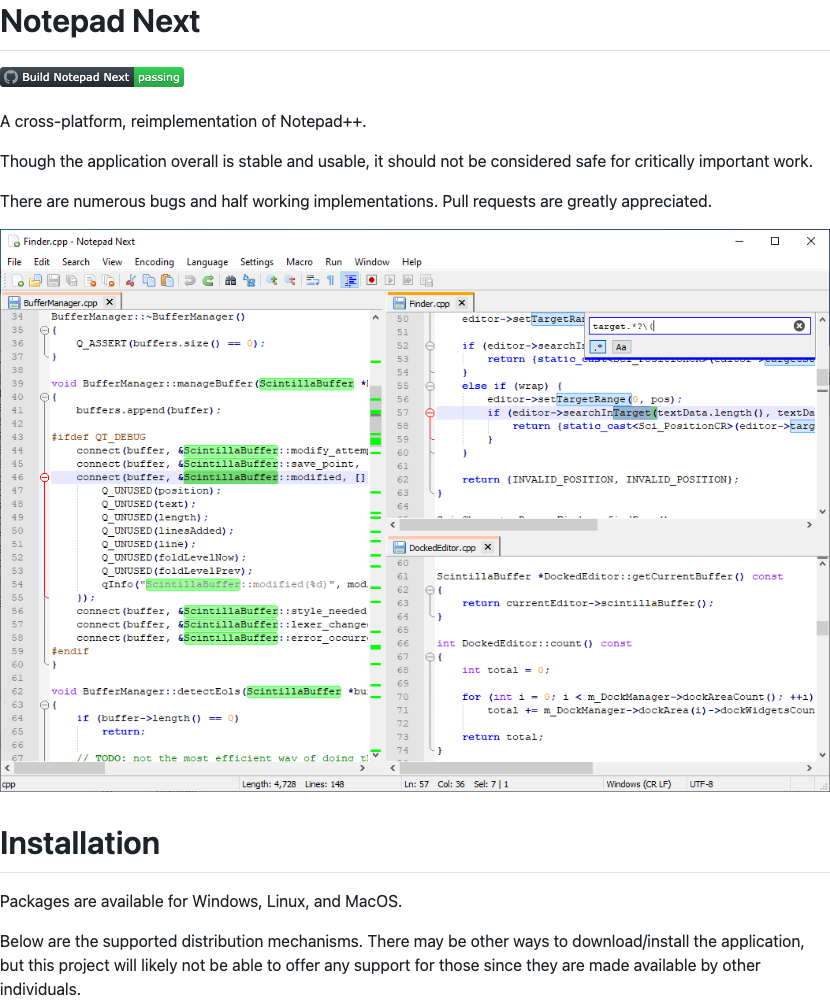 Notepad Next
Build Notepad Next passing
A cross-platform, reimplementation of Notepad++.
Though the application overall is stable and usable, it should not be considered safe for critically important work.
There are numerous bugs and half working implementations. Pull requests are greatly appreciated.
Finder.cpp - Notepad Next
File Edit Search View Encoding Language Settings Macro Run Window Help
BufferManager.cpp
34 BufferManager::~BufferManager()
35 {
36 Q_ASSERT(buffers.size() == 0);
37 }
38
39 void BufferManager::manageBuffer(ScintillaBuffer *
40 {
41 buffers.append(buffer);
42
43 #ifdef QT_DEBUG
44 connect(buffer, &ScintillaBuffer::modify_attem
45 connect(buffer, &ScintillaBuffer::save_point,
46 connect(buffer, &ScintillaBuffer::modified, []
47 Q_UNUSED(position);
48 Q_UNUSED(text);
49 Q_UNUSED(length);
50 Q_UNUSED(linesAdded);
51 Q_UNUSED(line);
52 Q_UNUSED(foldLevelNow);
53 Q_UNUSED(foldLevelPrev);
54 qInfo("ScintillaBuffer::modified(%d)", mod
55 });
56 connect(buffer, &ScintillaBuffer::style_needed
57 connect(buffer, &ScintillaBuffer::lexer_change
58 connect(buffer, &ScintillaBuffer::error_occurr
59 #endif
60 }
61
62 void BufferManager::detectEols(ScintillaBuffer *bu
63 {
64 if (buffer->length() == 0)
65 return;
66
67 // TODO: not the most efficient way of doing t
Finder.cpp
target.*?\(
.* Aa
50 editor->setTargetRan
51
52 if (editor->searchIn
53 return {static_cast<Sci_PositionCR>(editor->targetS
54 }
55 else if (wrap) {
56 editor->setTargetRange(0, pos);
57 if (editor->searchInTarget(textData.length(), textDa
58 return {static_cast<Sci_PositionCR>(editor->targ
59 }
60 }
61
62 return {INVALID_POSITION, INVALID_POSITION};
63 }
64
DockedEditor.cpp
60
61 ScintillaBuffer *DockedEditor::getCurrentBuffer() const
62 {
63 return currentEditor->scintillaBuffer();
64 }
65
66 int DockedEditor::count() const
67 {
68 int total = 0;
69
70 for (int i = 0; i < m_DockManager->dockAreaCount(); ++i)
71 total += m_DockManager->dockArea(i)->dockWidgetsCoun
72
73 return total;
74 }
cpp Length: 4,728 Lines: 148 Ln: 57 Col: 36 Sel: 7 | 1 Windows (CR LF) UTF-8
Installation
Packages are available for Windows, Linux, and MacOS.
Below are the supported distribution mechanisms. There may be other ways to download/install the application,
but this project will likely not be able to offer any support for those since they are made available by other
individuals.